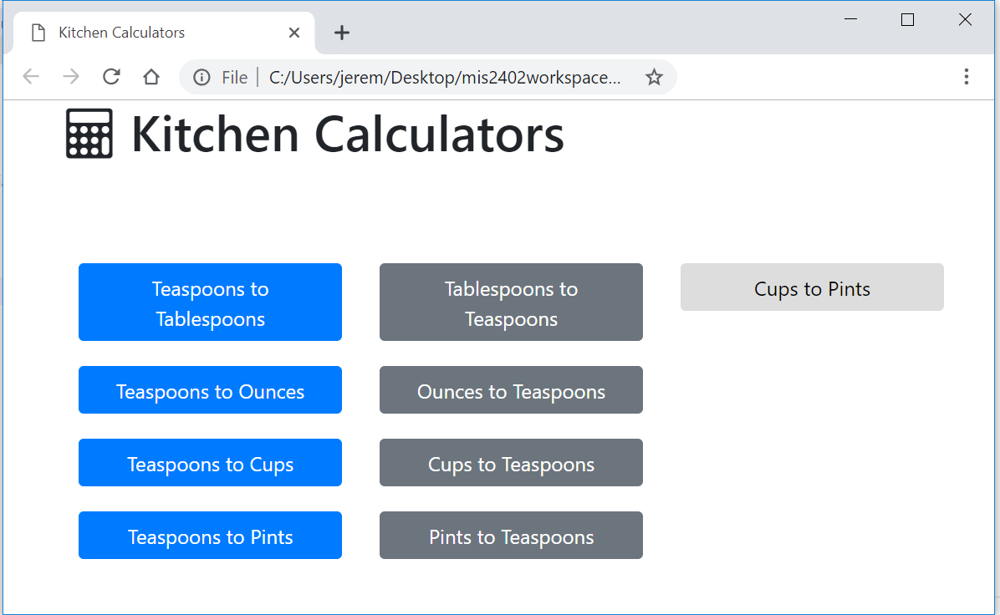 Kitchen Calculators
File C:/Users/jerem/Desktop/mis2402workspace...
Kitchen Calculators
Teaspoons to
Tablespoons
Tablespoons to
Teaspoons
Cups to Pints
Teaspoons to Ounces
Ounces to Teaspoons
Teaspoons to Cups
Cups to Teaspoons
Teaspoons to Pints
Pints to Teaspoons